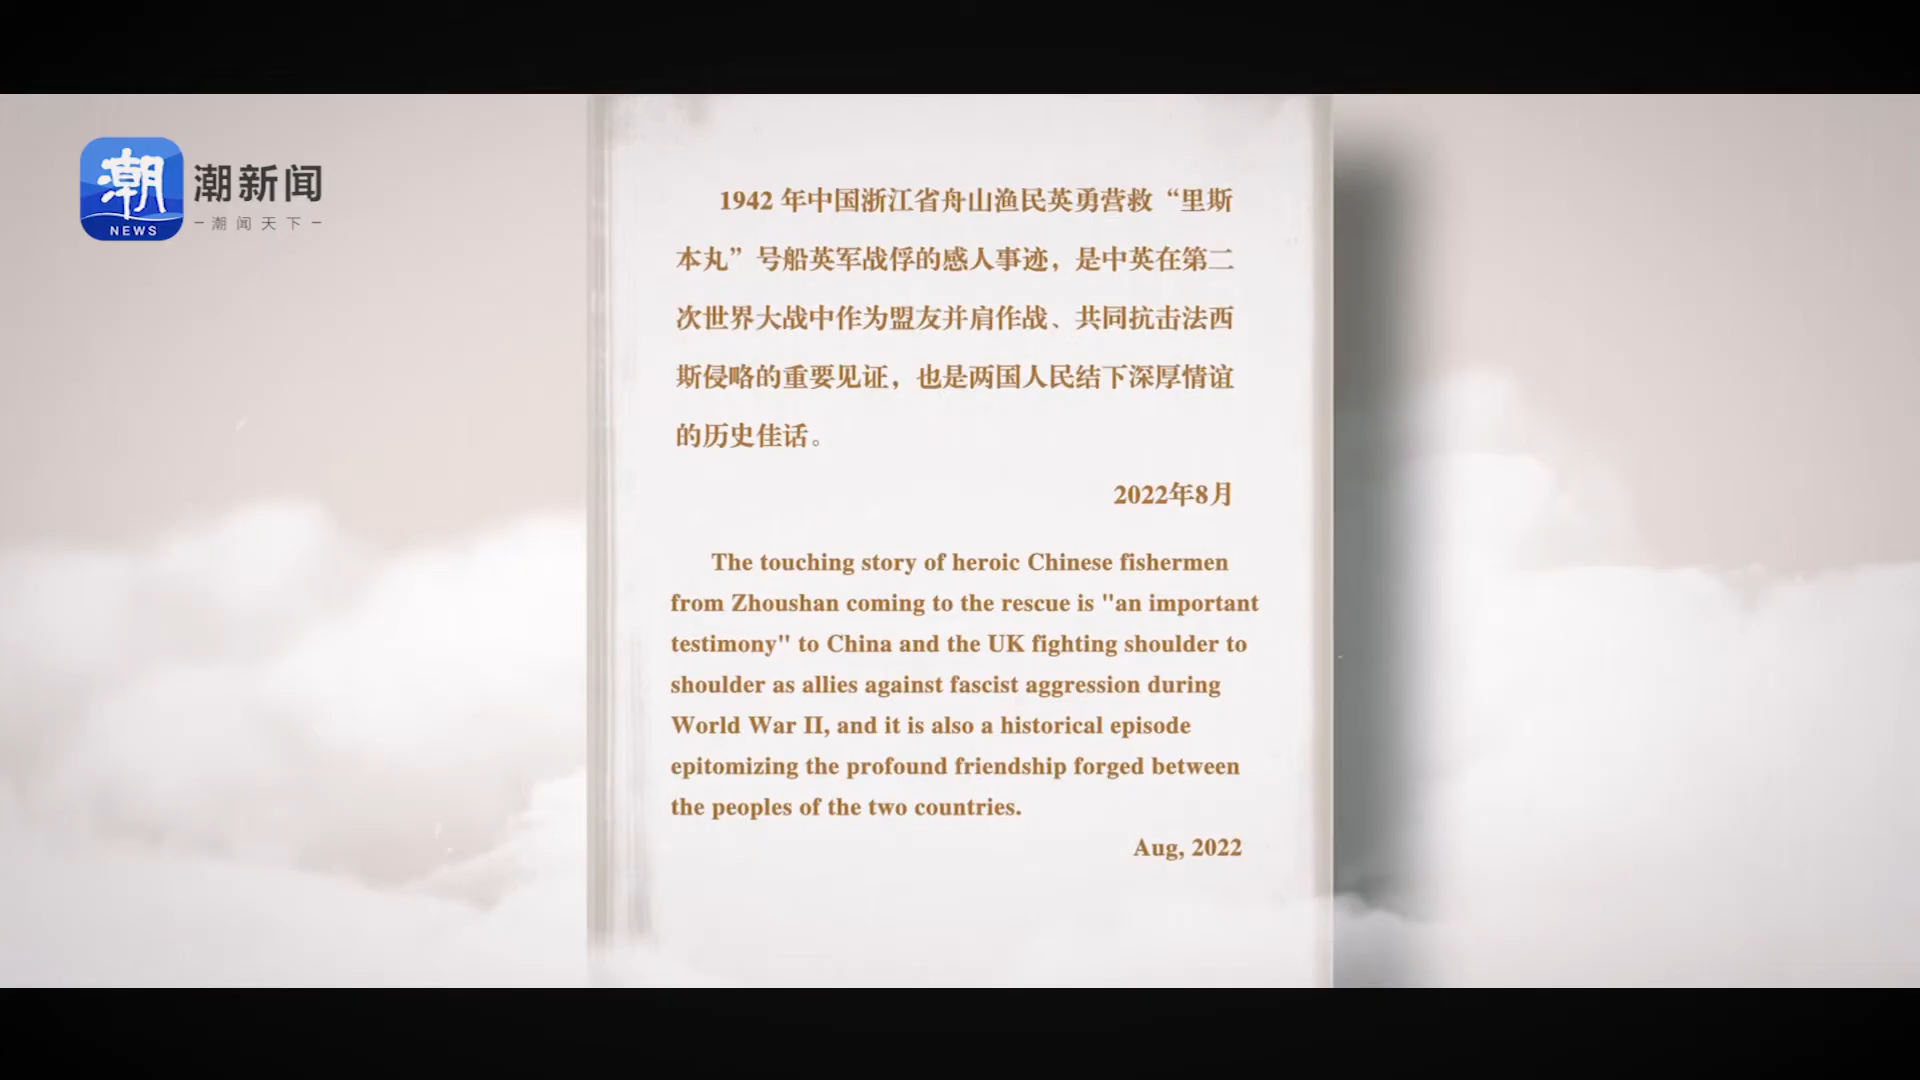 潮
NEWS
潮新闻
潮闻天下
1942 年中国浙江省舟山渔民英勇营救“里斯
本丸”号船英军战俘的感人事迹，是中英在第二
次世界大战中作为盟友并肩作战、共同抗击法西
斯侵略的重要见证，也是两国人民结下深厚情谊
的历史佳话。
2022年8月
The touching story of heroic Chinese fishermen
from Zhoushan coming to the rescue is "an important
testimony" to China and the UK fighting shoulder to
shoulder as allies against fascist aggression during
World War II, and it is also a historical episode
epitomizing the profound friendship forged between
the peoples of the two countries.
Aug, 2022